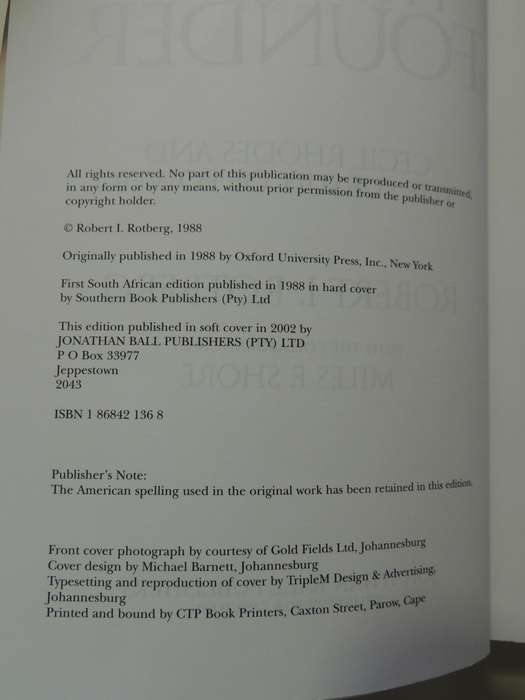 All rights reserved. No part of this publication may be reproduced or transmitted,
in any form or by any means, without prior permission from the publisher or
copyright holder.
© Robert I. Rotberg, 1988
Originally published in 1988 by Oxford University Press, Inc., New York
First South African edition published in 1988 in hard cover
by Southern Book Publishers (Pty) Ltd
This edition published in soft cover in 2002 by
JONATHAN BALL PUBLISHERS (PTY) LTD
P O Box 33977
Jeppestown
2043
ISBN 1 86842 136 8
Publisher's Note:
The American spelling used in the original work has been retained in this edition.
Front cover photograph by courtesy of Gold Fields Ltd, Johannesburg
Cover design by Michael Barnett, Johannesburg
Typesetting and reproduction of cover by TripleM Design & Advertising,
Johannesburg
Printed and bound by CTP Book Printers, Caxton Street, Parow, Cape